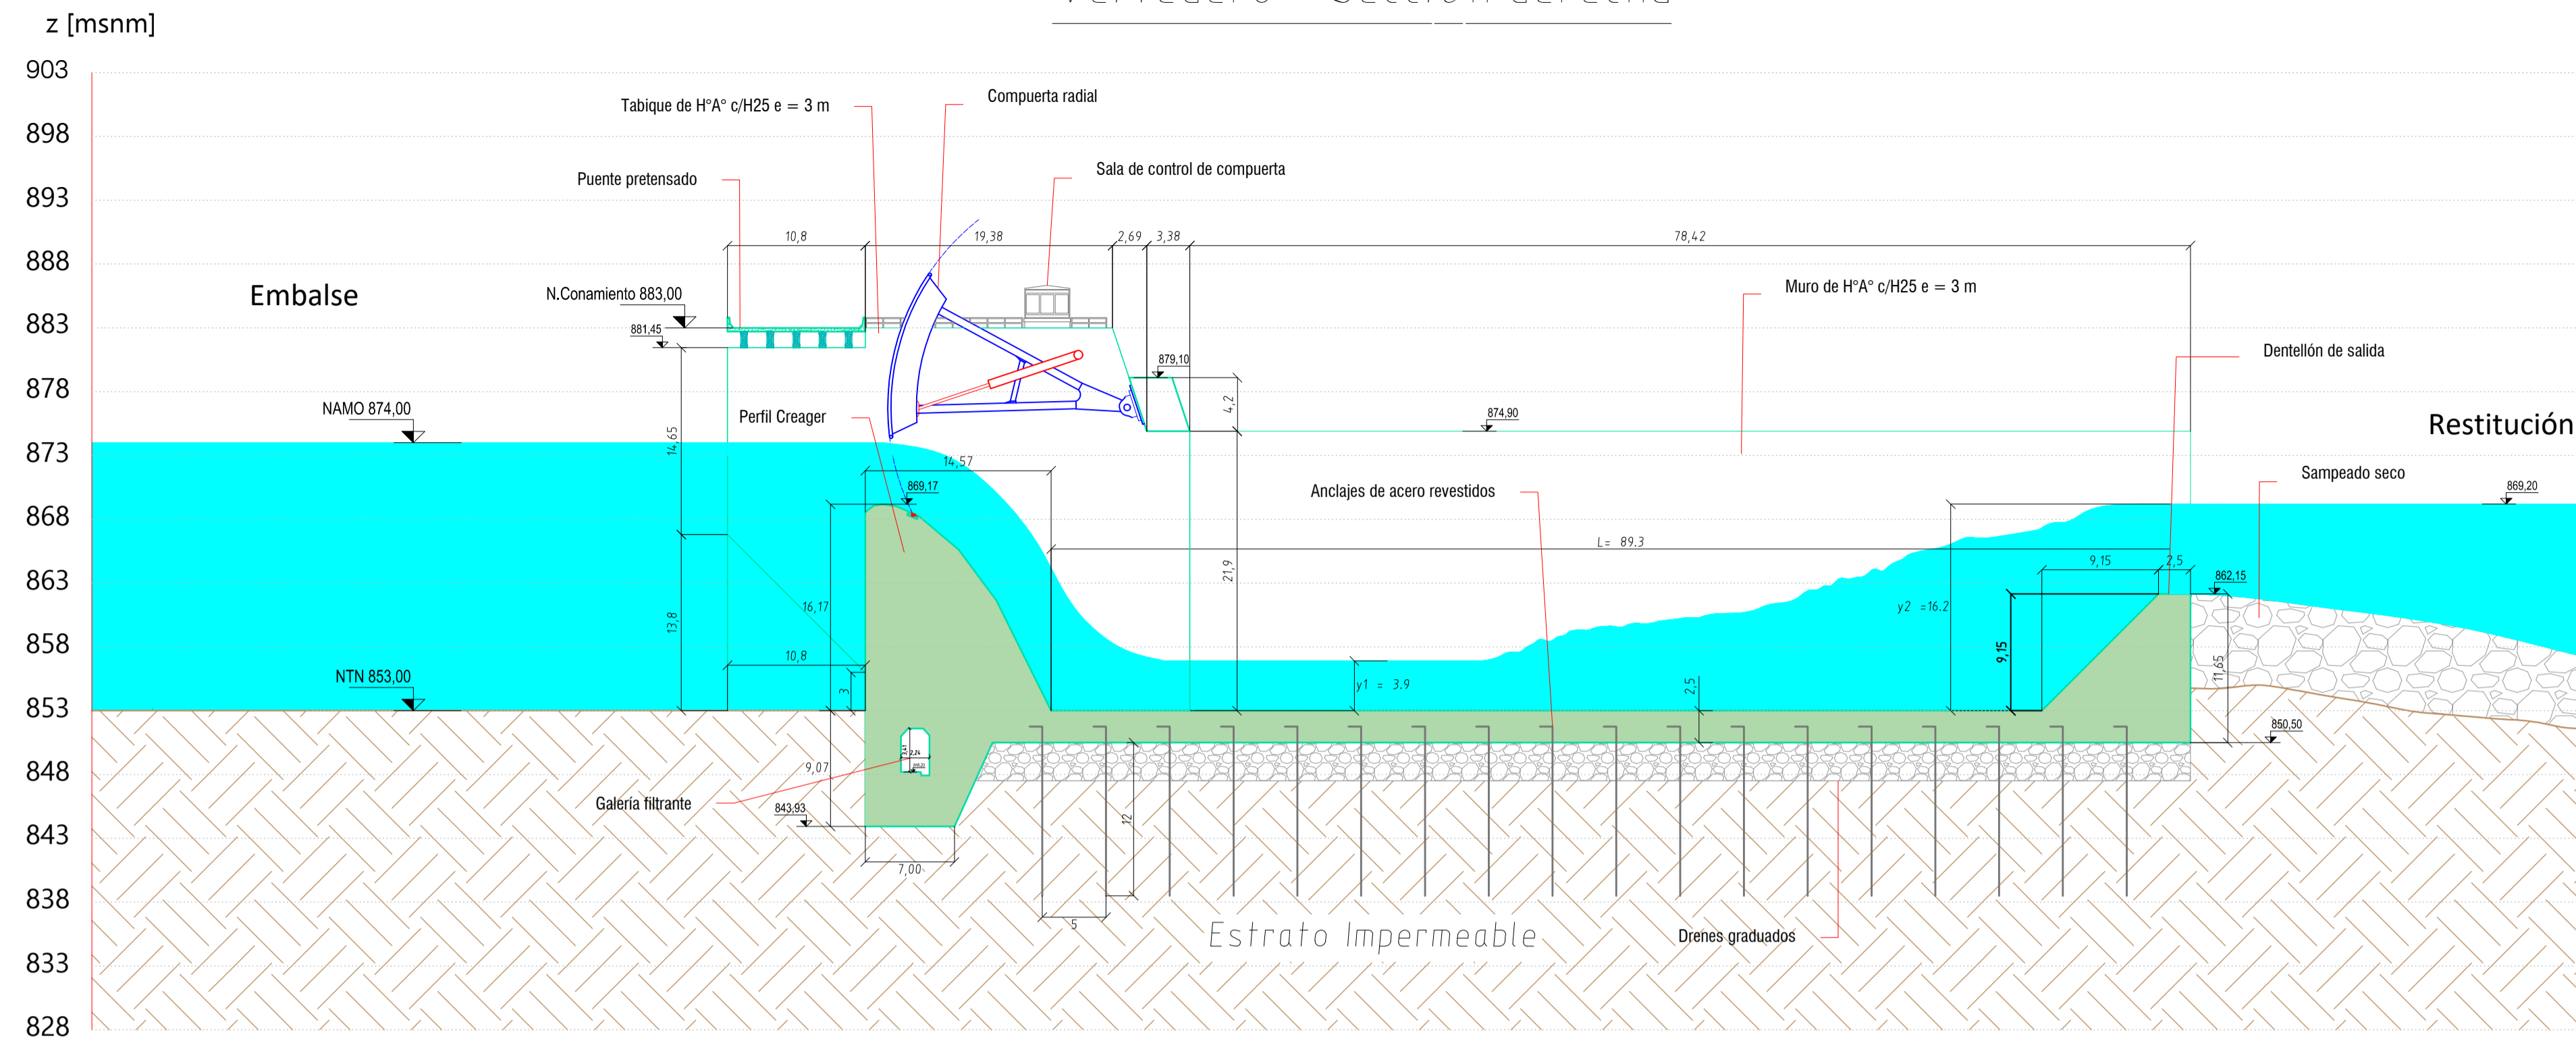 z [msnm]
903
898
893
888
883
878
873
868
863
858
853
848
843
838
833
828
Tabique de H°A° c/H25 e = 3 m
Compuerta radial
Puente pretensado
Sala de control de compuerta
10,8
19,38
2,69
3,38
78,42
Embalse
N.Conamiento 883,00
881,45
Muro de H°A° c/H25 e = 3 m
Dentellón de salida
879,10
4,2
NAMO 874,00
Perfil Creager
874,90
Restitución
14,65
14,57
Sampeado seco
869,17
Anclajes de acero revestidos
869,20
L= 89.3
21,9
9,15
2,5
862,15
16,17
y2 =16.2
13,8
9,15
11,65
10,8
3
y1 = 3.9
2,5
NTN 853,00
850,50
3,41
2,24
9,07
Galería filtrante
843,93
12
7,00
5
Estrato Impermeable
Drenes graduados